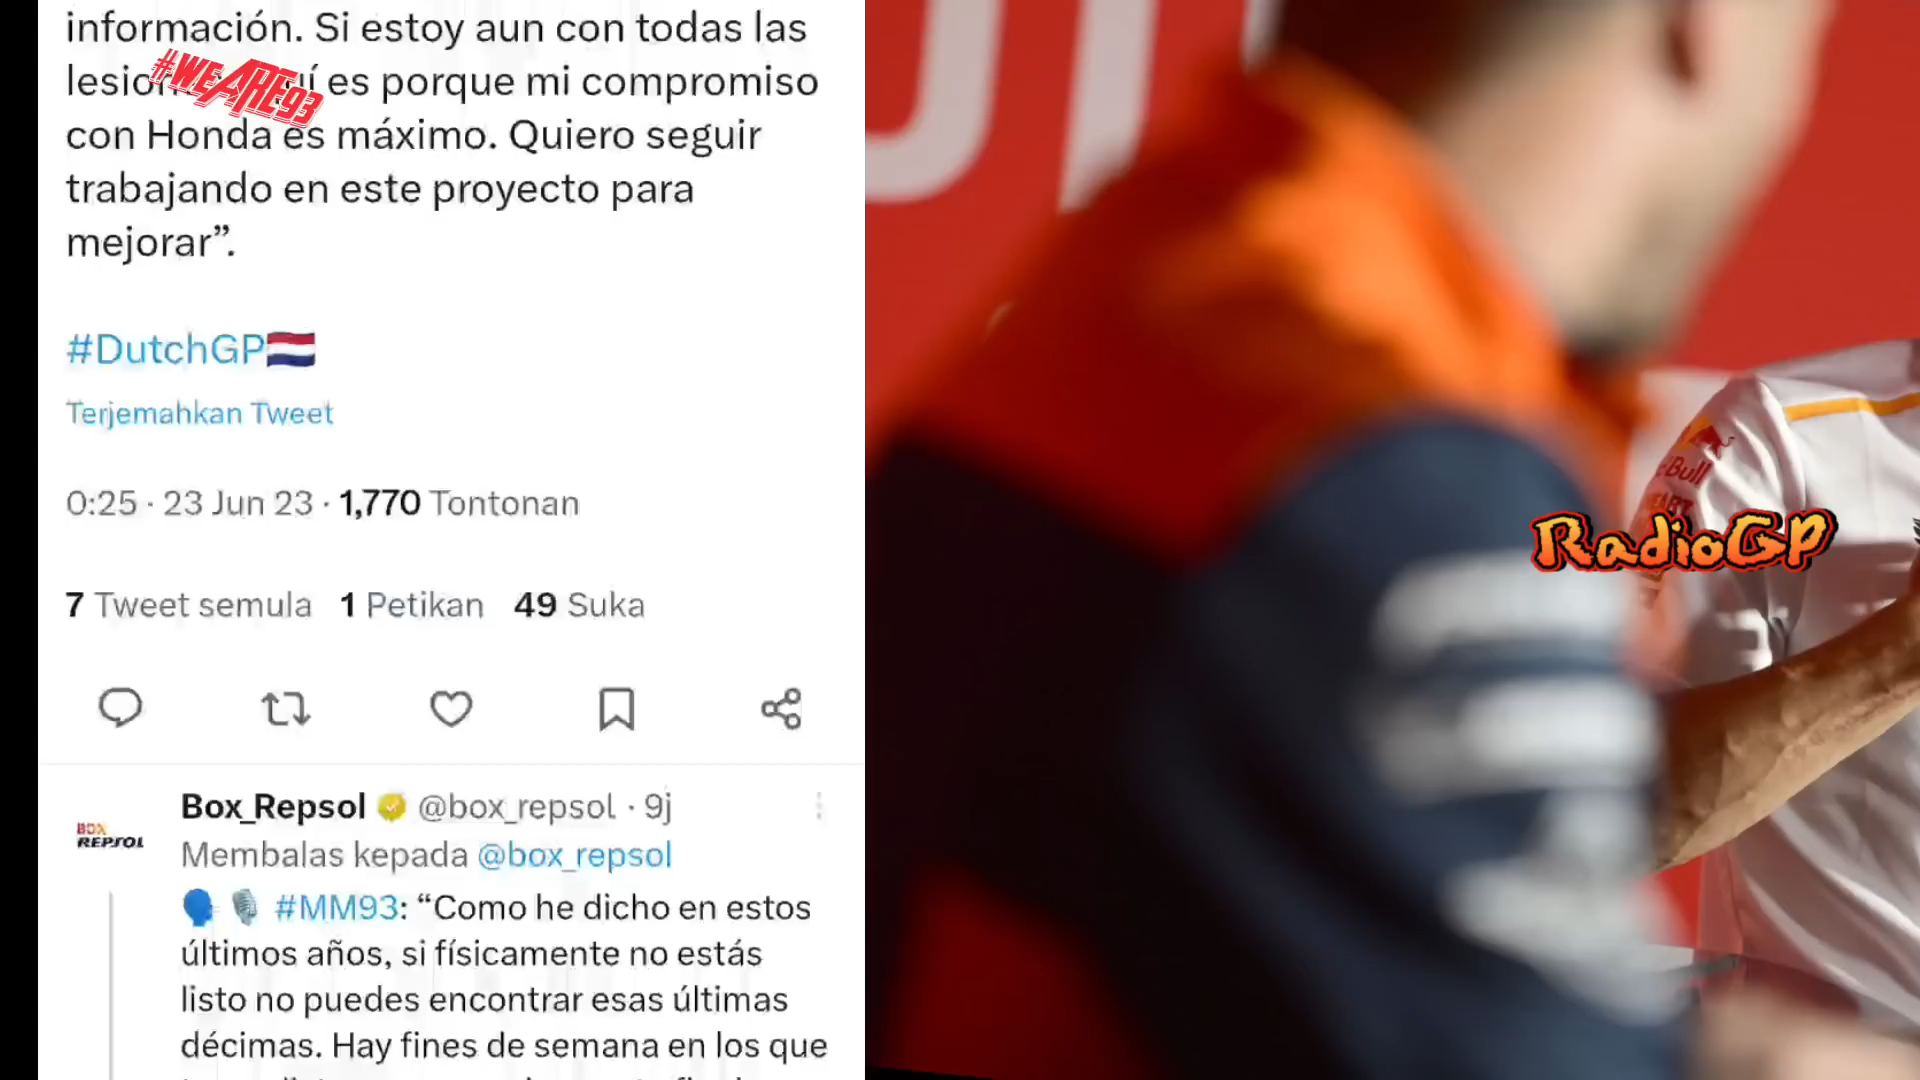 información. Si estoy aun con todas las
#WEARE93
es porque mi compromiso
con Honda es máximo. Quiero seguir
trabajando en este proyecto para
mejorar”.
#DutchGP
Terjemahkan Tweet
0:25 · 23 Jun 23 · 1,770 Tontonan
7 Tweet semula 1 Petikan 49 Suka
Box_Repsol @box_repsol · 9j
BOX
REPSOL
Membalas kepada @box_repsol
#MM93: “Como he dicho en estos
últimos años, si físicamente no estás
listo no puedes encontrar esas últimas
décimas. Hay fines de semana en los que
RadioGP